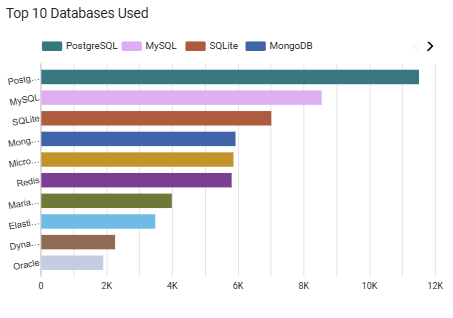 Top 10 Databases Used
PostgreSQL MySQL SQLite MongoDB
Postg...
MySQL
SQLite
Mong...
Micro...
Redis
Maria...
Elasti...
Dyna...
Oracle
0 2K 4K 6K 8K 10K 12K